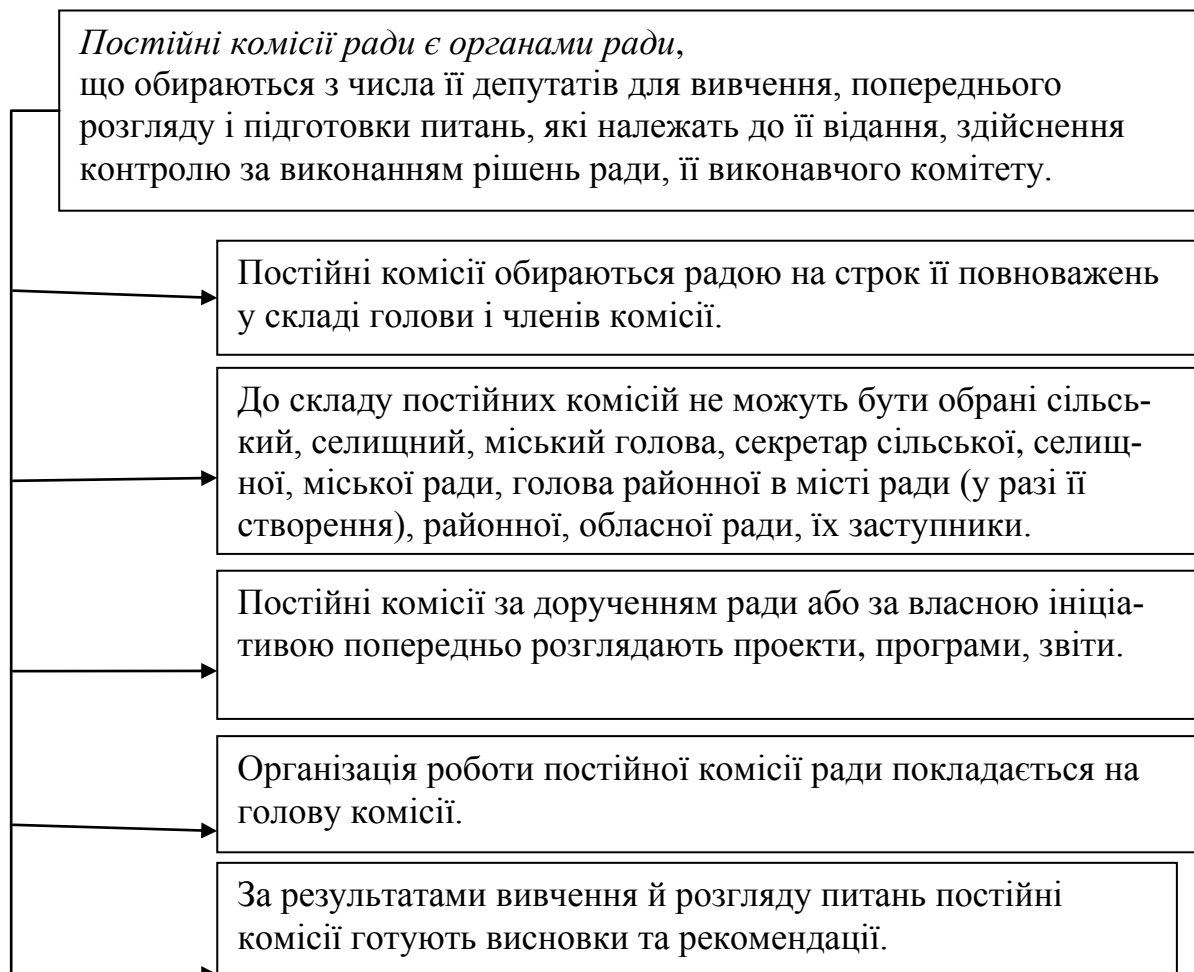 Постійні комісії ради є органами ради,
що обираються з числа її депутатів для вивчення, попереднього
розгляду і підготовки питань, які належать до її відання, здійснення
контролю за виконанням рішень ради, її виконавчого комітету.
Постійні комісії обираються радою на строк її повноважень
у складі голови і членів комісії.
До складу постійних комісій не можуть бути обрані сільсь-
кий, селищний, міський голова, секретар сільської, селищ-
ної, міської ради, голова районної в місті ради (у разі її
створення), районної, обласної ради, їх заступники.
Постійні комісії за дорученням ради або за власною ініціа-
тивою попередньо розглядають проекти, програми, звіти.
Організація роботи постійної комісії ради покладається на
голову комісії.
За результатами вивчення й розгляду питань постійні
комісії готують висновки та рекомендації.